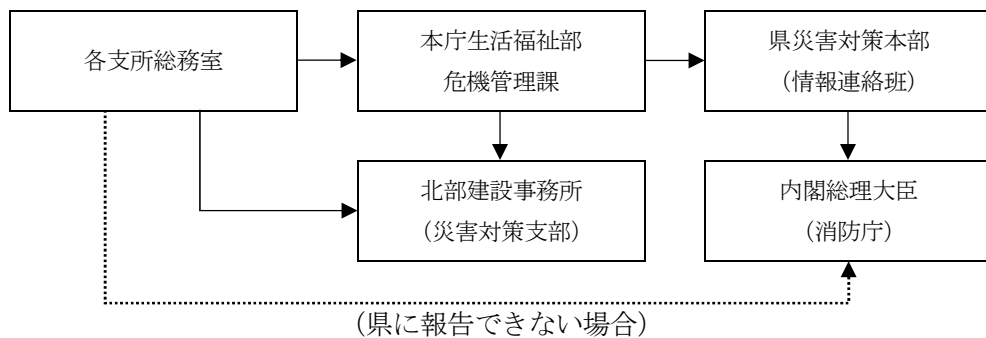 各支所総務室
本庁生活福祉部
危機管理課
県災害対策本部
（情報連絡班）
北部建設事務所
（災害対策支部）
内閣総理大臣
（消防庁）
（県に報告できない場合）